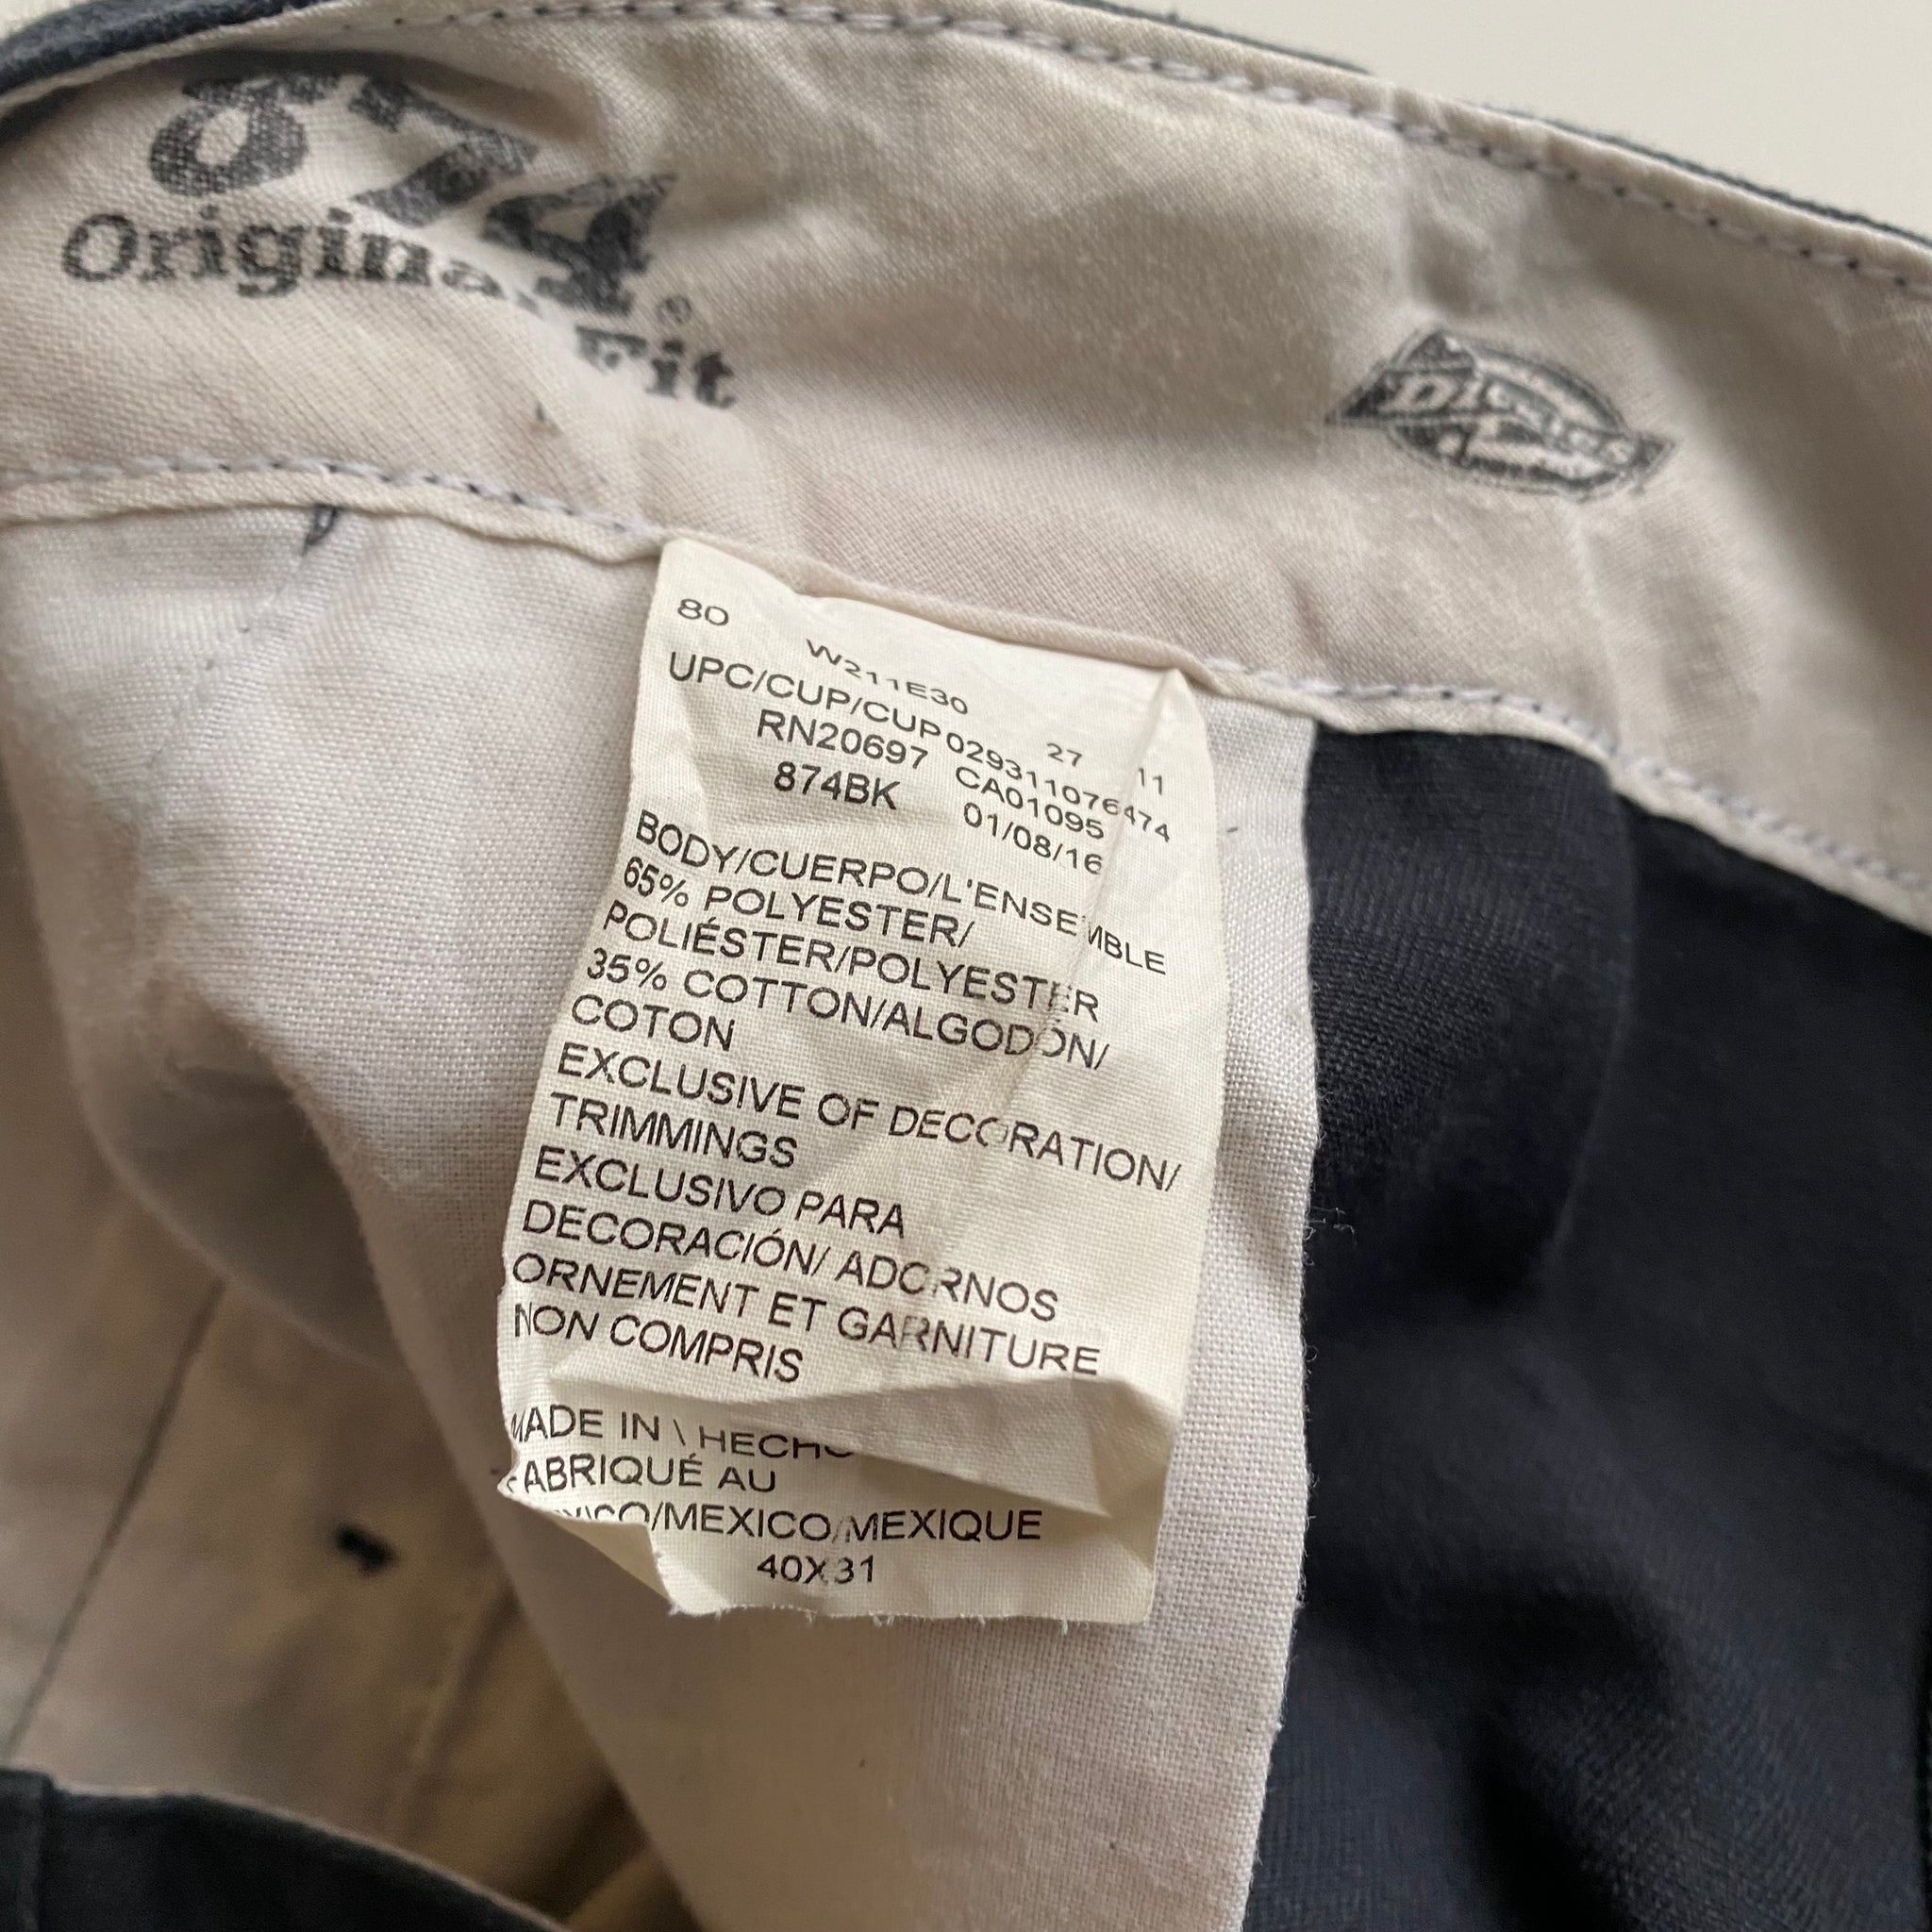 874®
Original Fit
Dickies
80 W211E30 27 11
UPC/CUP/CUP 029311076474
RN20697 CA01095
874BK 01/08/16
BODY/CUERPO/L'ENSEMBLE
65% POLYESTER/
POLIÉSTER/POLYESTER
35% COTTON/ALGODÓN/
COTON
EXCLUSIVE OF DECORATION/
TRIMMINGS
EXCLUSIVO PARA
DECORACIÓN/ ADORNOS
ORNEMENT ET GARNITURE
NON COMPRIS
MADE IN \ HECHO
FABRIQUÉ AU
MEXICO/MEXICO/MEXIQUE
40X31